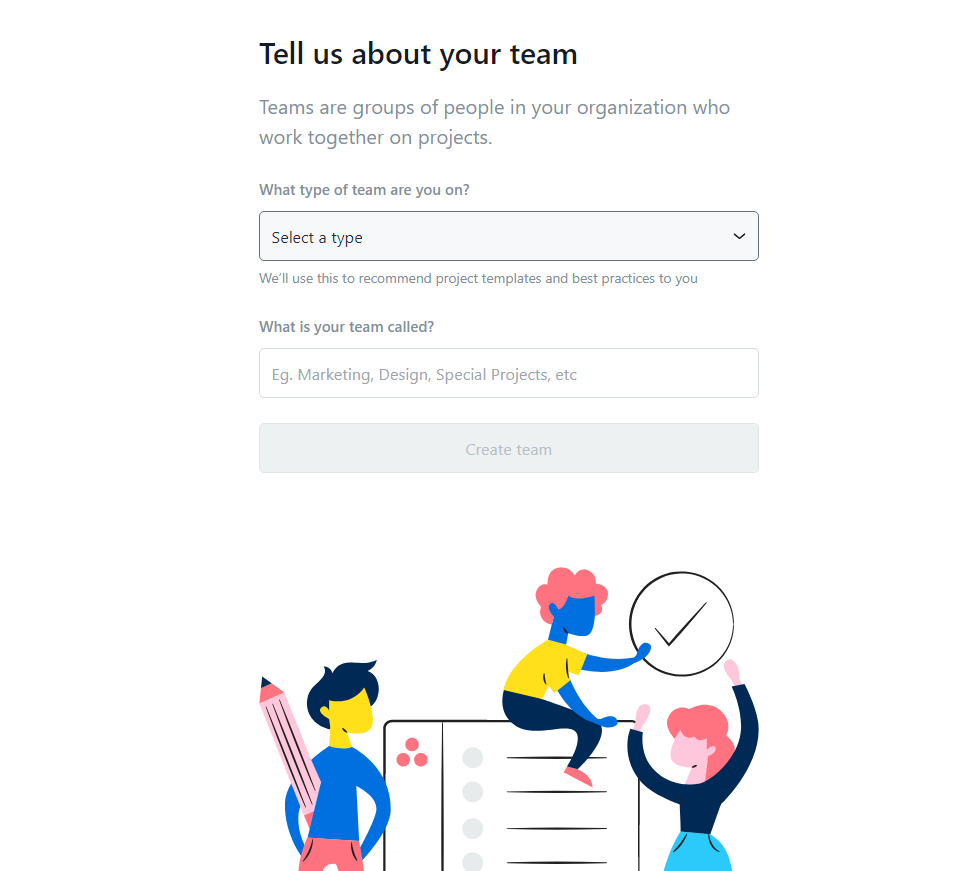 Tell us about your team
Teams are groups of people in your organization who
work together on projects.
What type of team are you on?
Select a type
We'll use this to recommend project templates and best practices to you
What is your team called?
Eg. Marketing, Design, Special Projects, etc
Create team